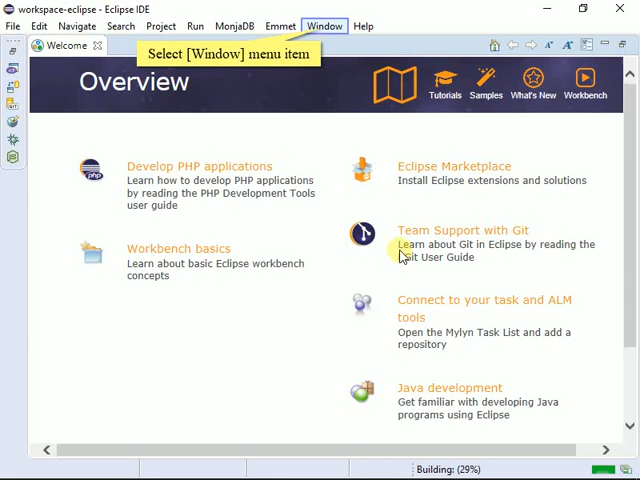 workspace-eclipse - Eclipse IDE
File Edit Navigate Search Project Run MonjaDB Emmet Window Help
Welcome
Select [Window] menu item
Overview
Tutorials Samples What's New Workbench
Develop PHP applications
Learn how to develop PHP applications
by reading the PHP Development Tools
user guide
Workbench basics
Learn about basic Eclipse workbench
concepts
Eclipse Marketplace
Install Eclipse extensions and solutions
Team Support with Git
Learn about Git in Eclipse by reading the
Git User Guide
Connect to your task and ALM
tools
Open the Mylyn Task List and add a
repository
Java development
Get familiar with developing Java
programs using Eclipse
Building: (29%)